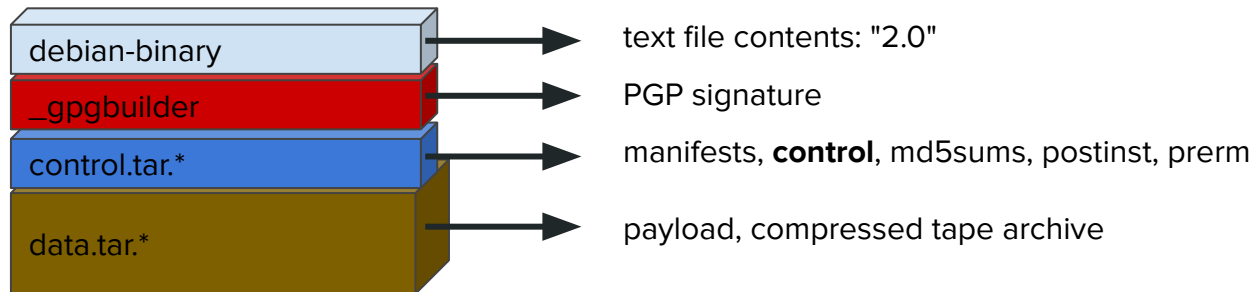 debian-binary
text file contents: "2.0"
_gpgbuilder
PGP signature
control.tar.*
manifests, control, md5sums, postinst, prerm
data.tar.*
payload, compressed tape archive